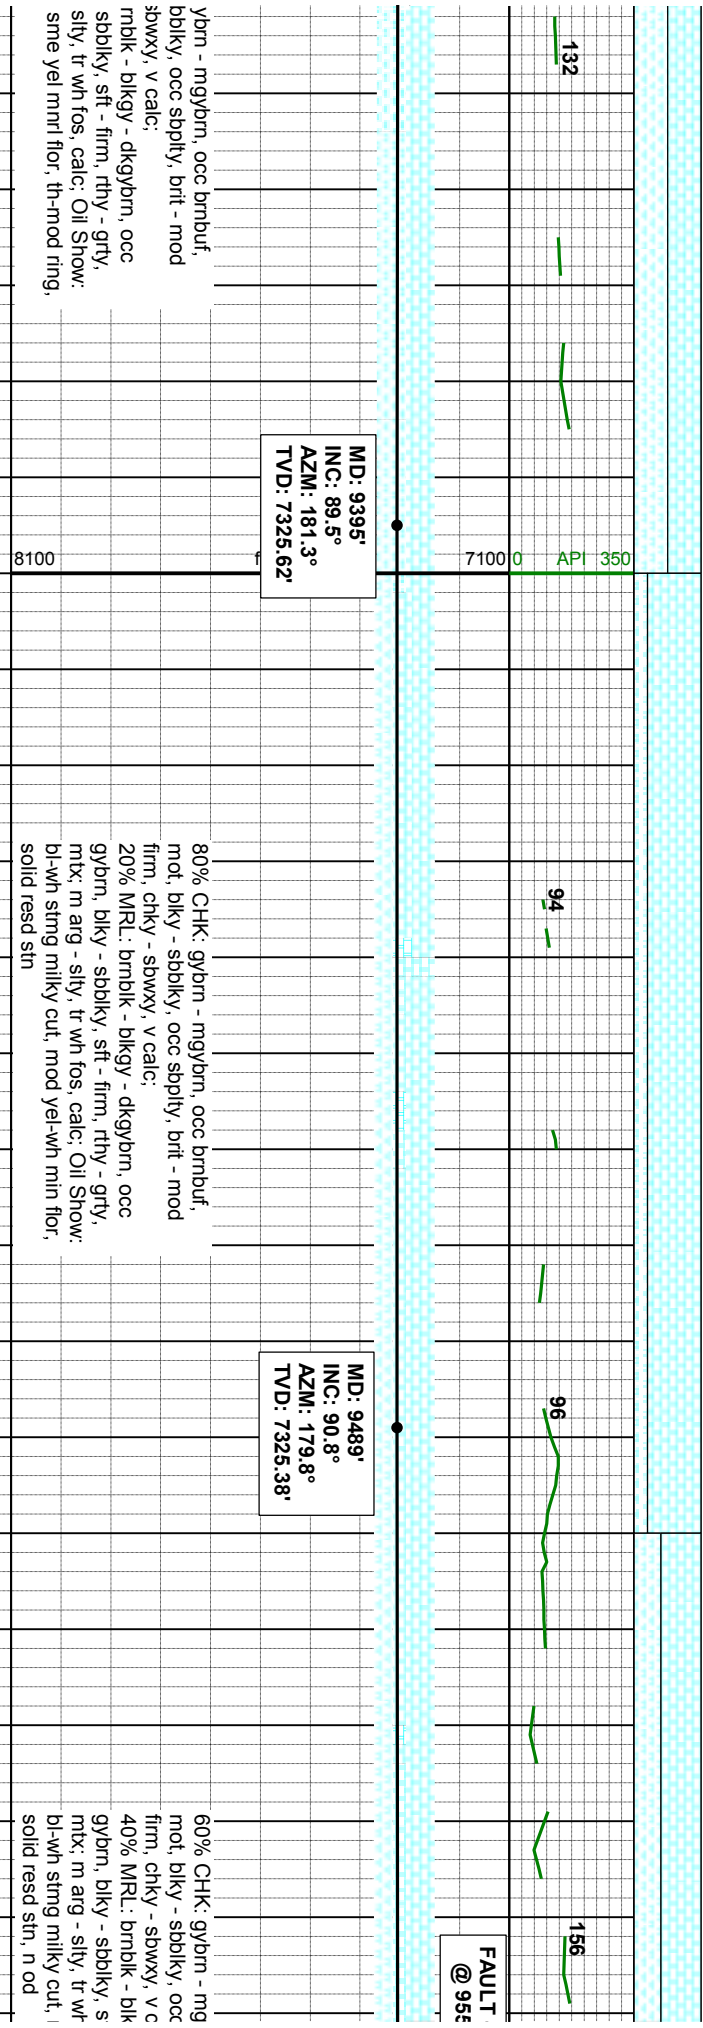 132
ybrn - mgybrn, occ brnbuf,
bblky, occ sbplty, brit - mod
sbwxy, v calc;
rnblk - blkgy - dkgybrn, occ
sbblky, sft - firm, rthy - grty,
slty, tr wh fos, calc; Oil Show:
sme yel mnrl flor, th-mod ring,
MD: 9395'
INC: 89.5°
AZM: 181.3°
TVD: 7325.62'
8100
f
7100
0 API 350
94
80% CHK: gybrn - mgybrn, occ brnbuf,
mot, blky - sbblky, occ sbplty, brit - mod
firm, chky - sbwxy, v calc;
20% MRL: brnblk - blkgy - dkgybrn, occ
gybrn, blky - sbblky, sft - firm, rthy - grty,
mtx; m arg - slty, tr wh fos, calc; Oil Show:
bl-wh stmg milky cut, mod yel-wh min flor,
solid resd stn
96
MD: 9489'
INC: 90.8°
AZM: 179.8°
TVD: 7325.38'
156
FAULT
@ 955
60% CHK: gybrn - mg
mot, blky - sbblky, occ
firm, chky - sbwxy, v c
40% MRL: brnblk - blk
gybrn, blky - sbblky, s
mtx; m arg - slty, tr wh
bl-wh stmg milky cut,
solid resd stn, n od